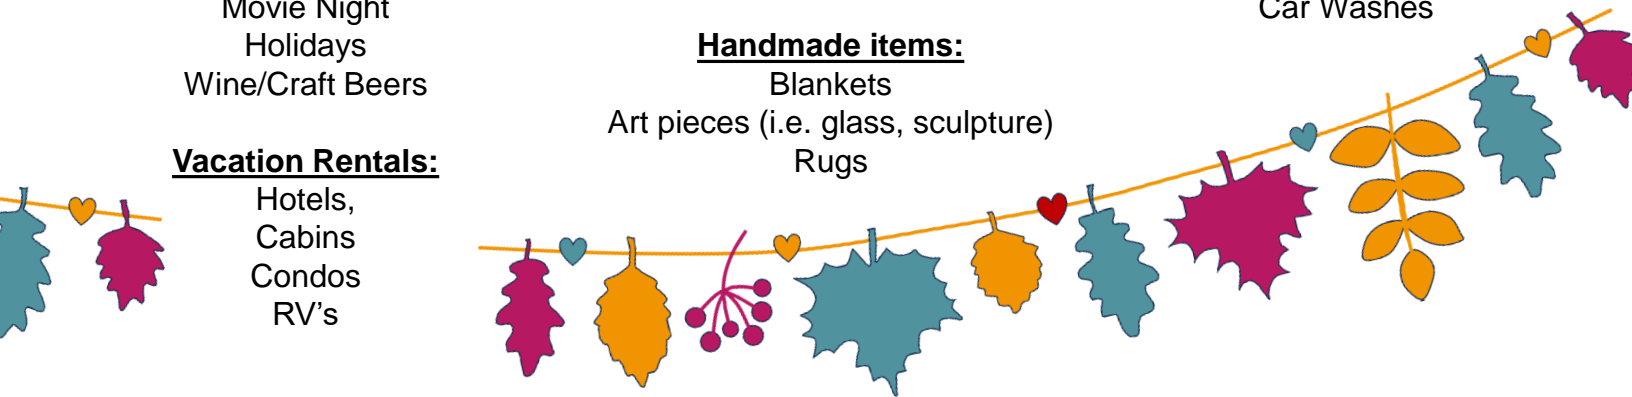 Movie Night
Holidays
Wine/Craft Beers
Vacation Rentals:
Hotels,
Cabins
Condos
RV’s
Handmade items:
Blankets
Art pieces (i.e. glass, sculpture)
Rugs
Car Washes